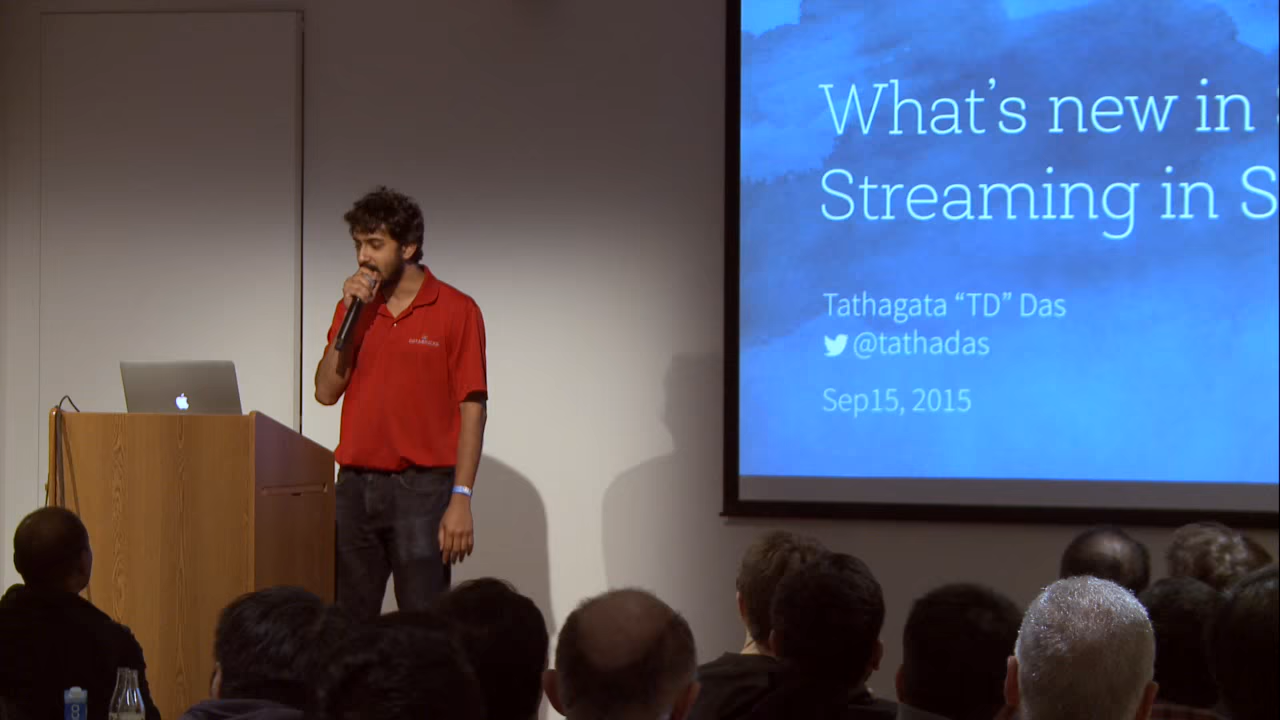 What's new in
Streaming in S
Tathagata “TD” Das
@tathadas
Sep15, 2015